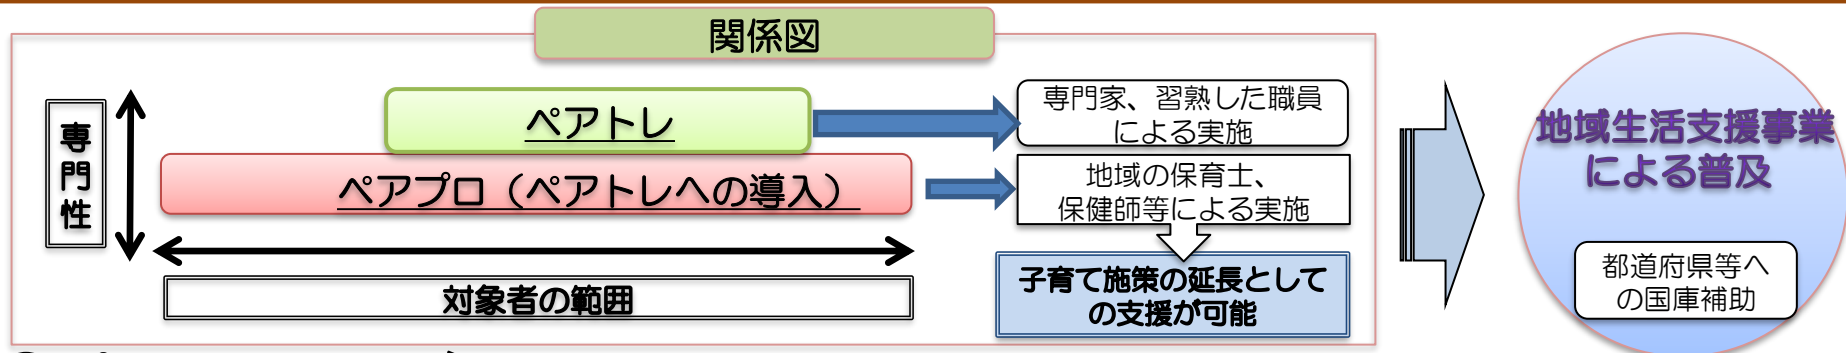 関係図
専門性
ペアトレ
ペアプロ（ペアトレへの導入）
対象者の範囲
専門家、習熟した職員
による実施
地域の保育士、
保健師等による実施
子育て施策の延長として
の支援が可能
地域生活支援事業
による普及
都道府県等へ
の国庫補助